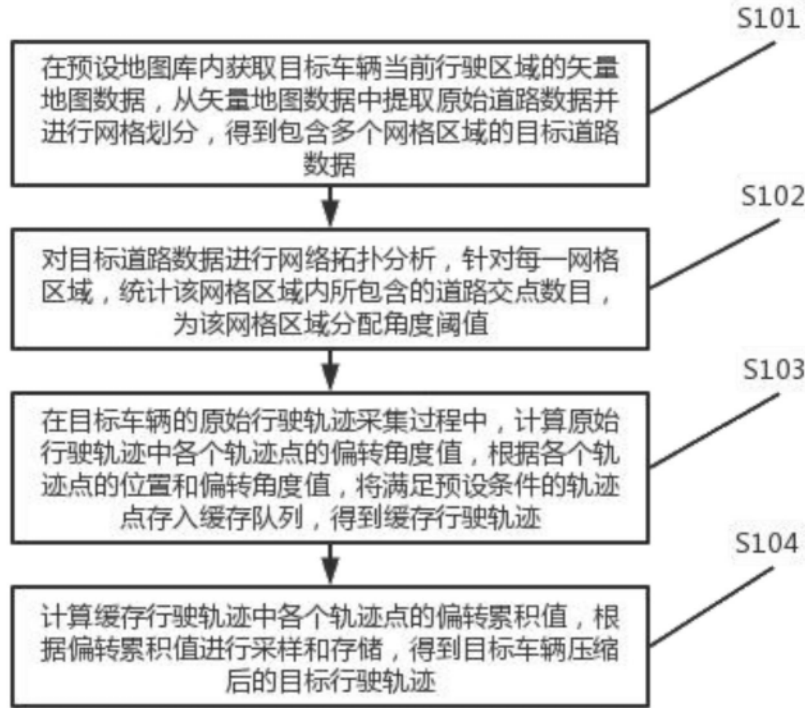 S101
在预设地图库内获取目标车辆当前行驶区域的矢量
地图数据，从矢量地图数据中提取原始道路数据并
进行网格划分，得到包含多个网格区域的目标道路
数据
S102
对目标道路数据进行网络拓扑分析，针对每一网格
区域，统计该网格区域内所包含的道路交点数目，
为该网格区域分配角度阈值
S103
在目标车辆的原始行驶轨迹采集过程中，计算原始
行驶轨迹中各个轨迹点的偏转角度值，根据各个轨
迹点的位置和偏转角度值，将满足预设条件的轨迹
点存入缓存队列，得到缓存行驶轨迹
S104
计算缓存行驶轨迹中各个轨迹点的偏转累积值，根
据偏转累积值进行采样和存储，得到目标车辆压缩
后的目标行驶轨迹